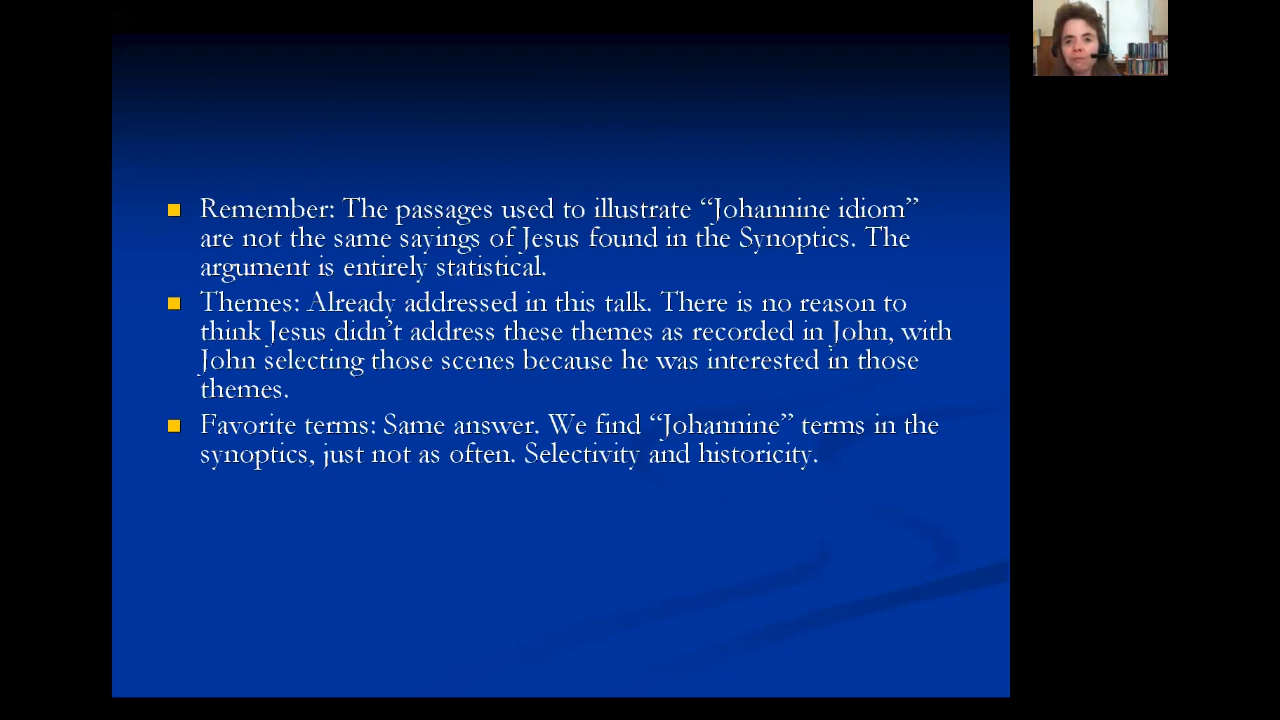 Remember: The passages used to illustrate “Johannine idiom”
are not the same sayings of Jesus found in the Synoptics. The
argument is entirely statistical.
Themes: Already addressed in this talk. There is no reason to
think Jesus didn’t address these themes as recorded in John, with
John selecting those scenes because he was interested in those
themes.
Favorite terms: Same answer. We find “Johannine” terms in the
synoptics, just not as often. Selectivity and historicity.